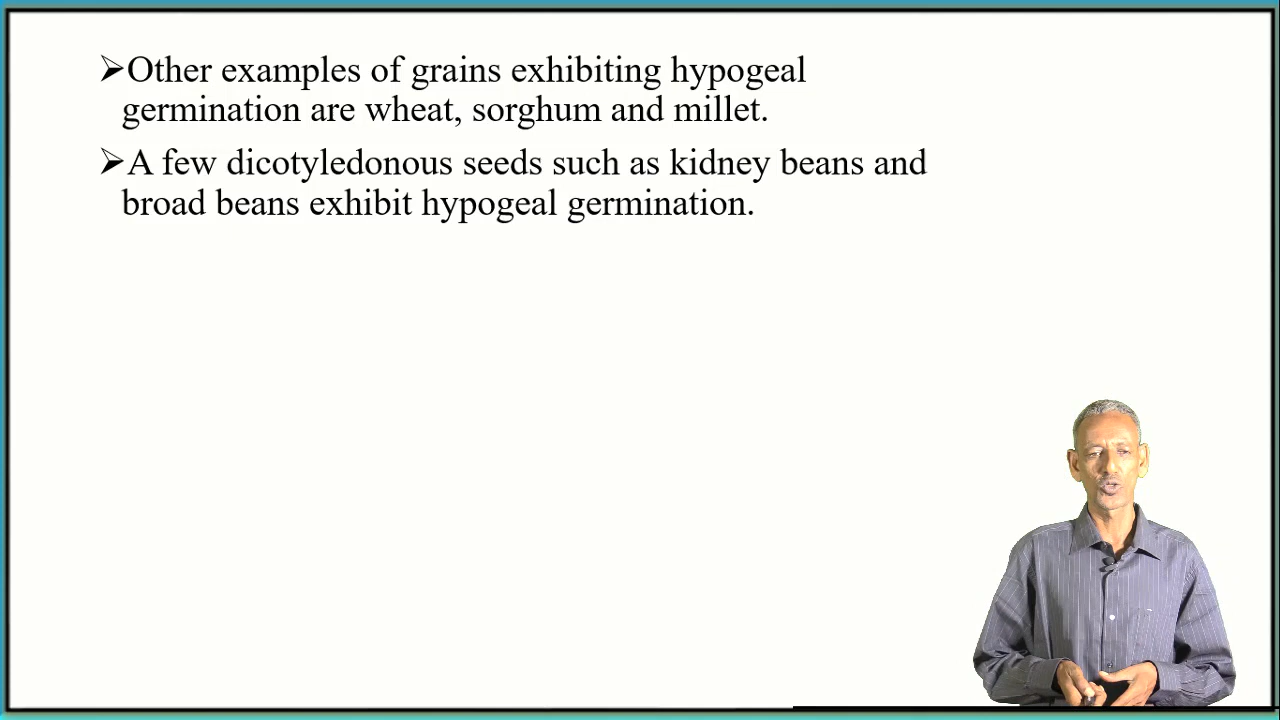 ➢Other examples of grains exhibiting hypogeal
germination are wheat, sorghum and millet.
➢A few dicotyledonous seeds such as kidney beans and
broad beans exhibit hypogeal germination.